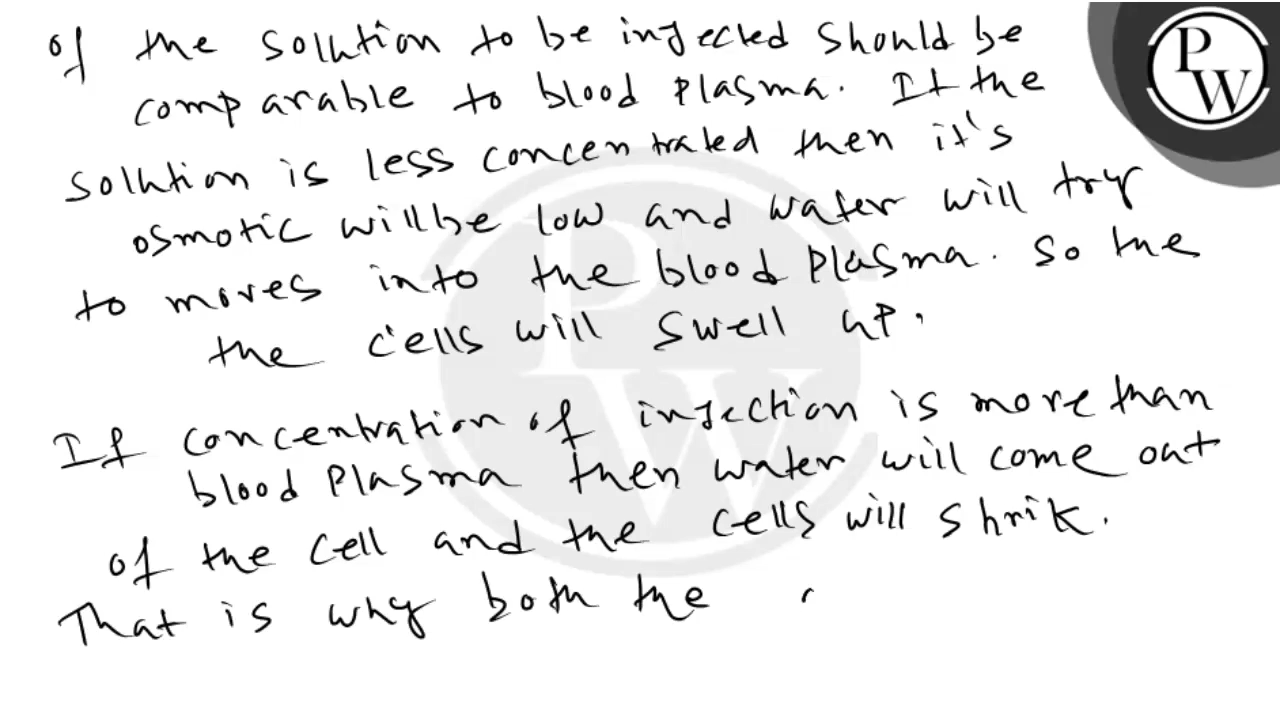 of the solution to be injected should be
comparable to blood plasma. If the
solution is less concentrated then it's
osmotic will be low and water will try
to moves into the blood plasma. So the
the cells will swell up.
If concentration of injection is more than
blood plasma then water will come out
of the cell and the cells will shrik.
That is why both the
P
W